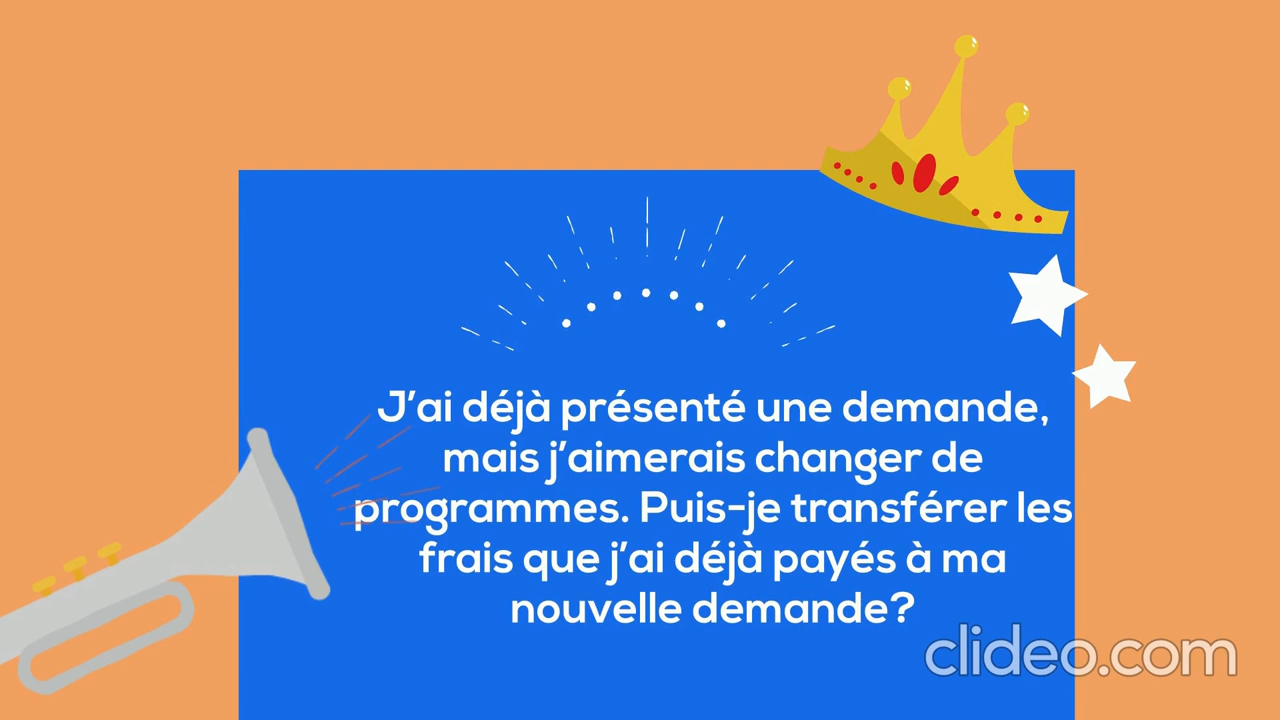 J'ai déjà présenté une demande,
mais j'aimerais changer de
programmes. Puis-je transférer les
frais que j'ai déjà payés à ma
nouvelle demande?
clideo.com